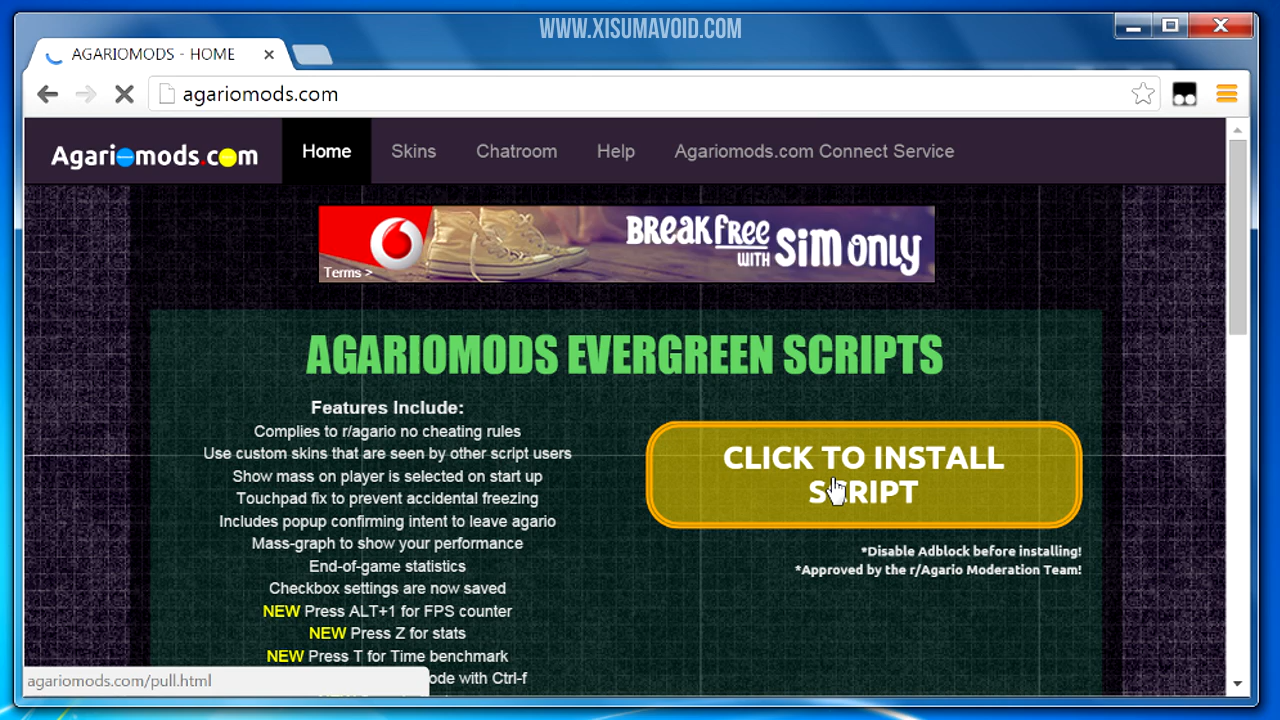 WWW.XISUMAVOID.COM
AGARIOMODS - HOME
agariomods.com
Agariomods.com
Home
Skins
Chatroom
Help
Agariomods.com Connect Service
BREAK FREE
WITH SIM ONLY
Terms >
AGARIOMODS EVERGREEN SCRIPTS
Features Include:
Complies to r/agario no cheating rules
Use custom skins that are seen by other script users
Show mass on player is selected on start up
Touchpad fix to prevent accidental freezing
Includes popup confirming intent to leave agario
Mass-graph to show your performance
End-of-game statistics
Checkbox settings are now saved
NEW Press ALT+1 for FPS counter
NEW Press Z for stats
NEW Press T for Time benchmark
ode with Ctrl-f
CLICK TO INSTALL
SCRIPT
*Disable Adblock before installing!
*Approved by the r/Agario Moderation Team!
agariomods.com/pull.html